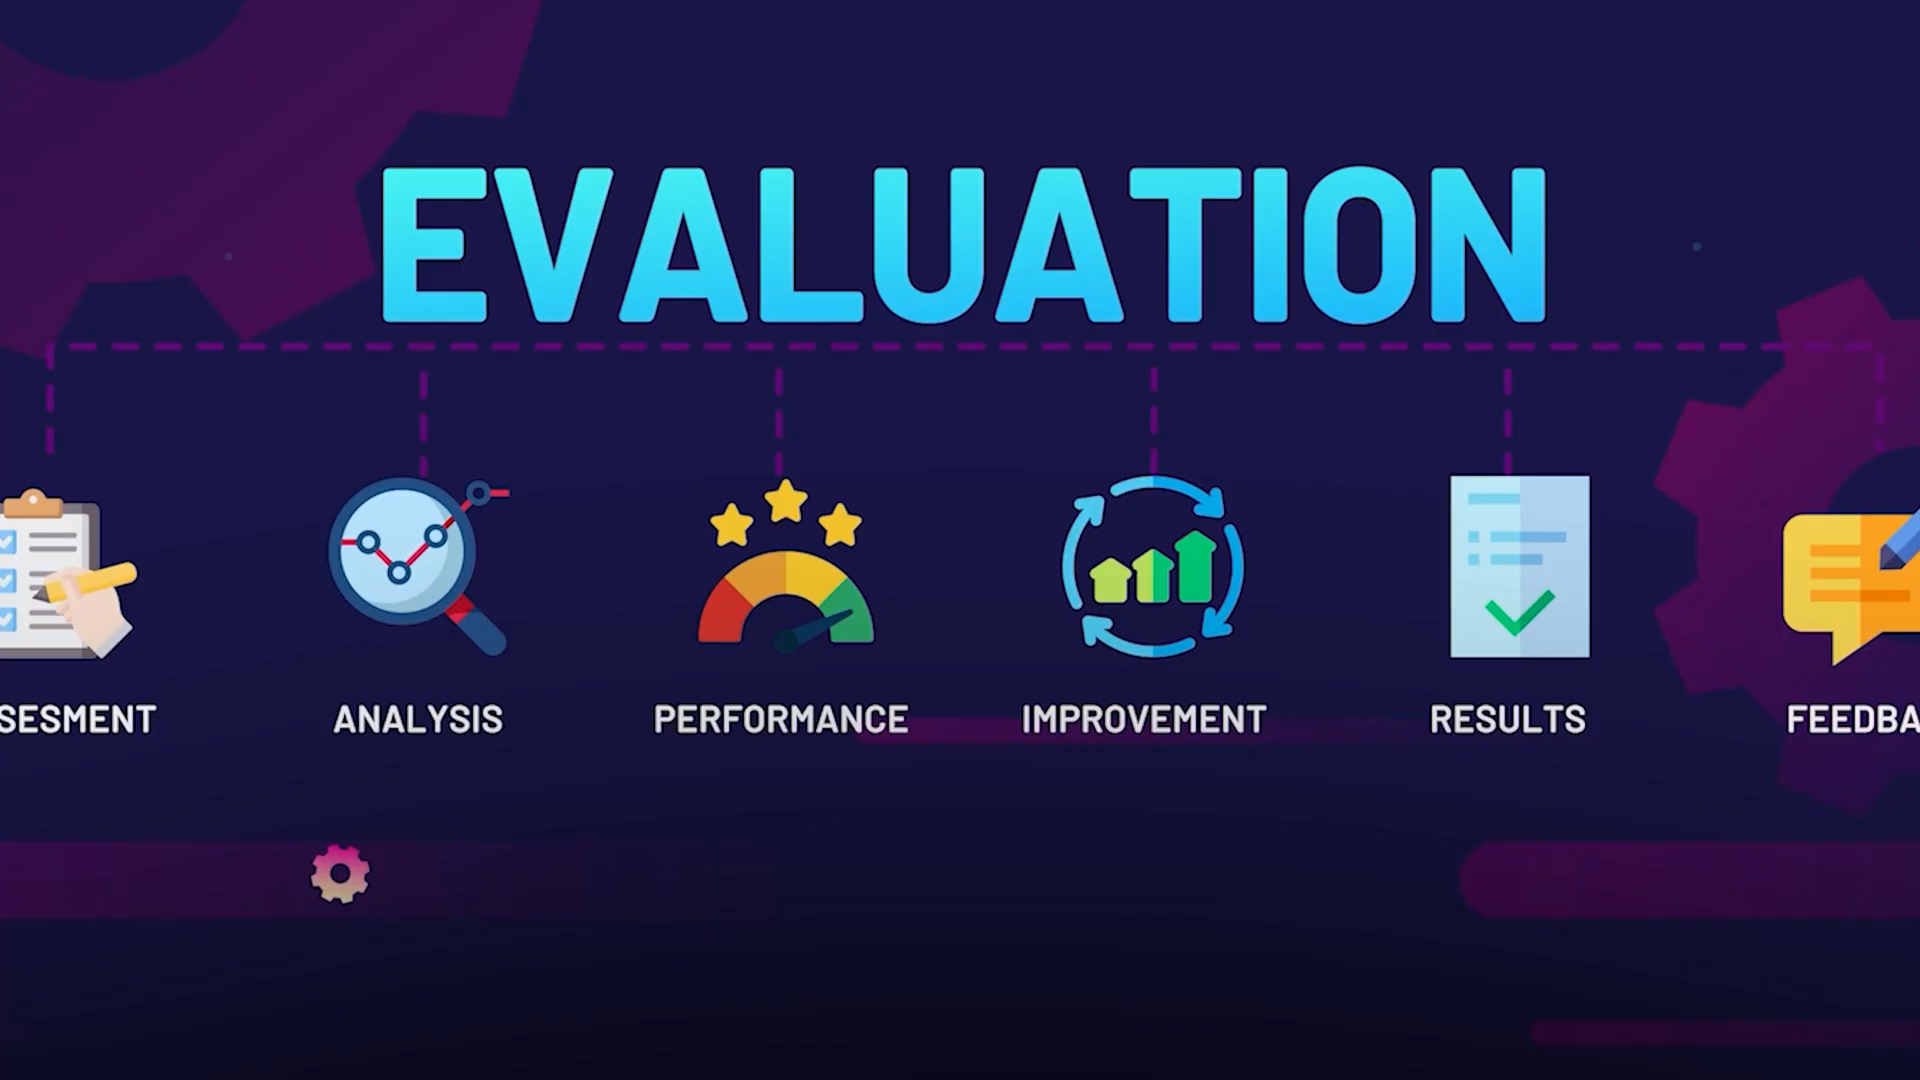 EVALUATION
SESMENT
ANALYSIS
PERFORMANCE
IMPROVEMENT
RESULTS
FEEDBA